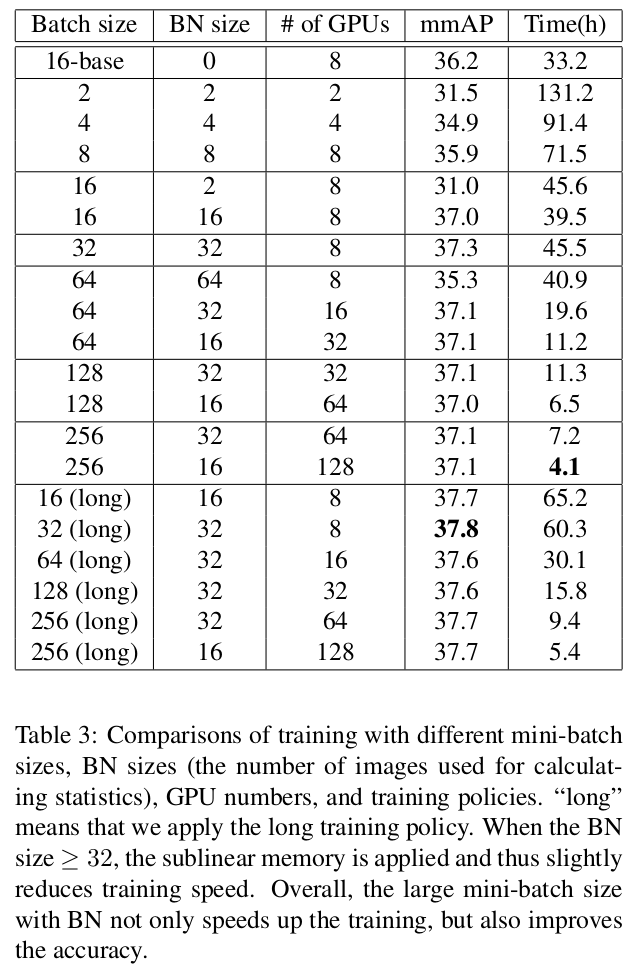 Batch size BN size # of GPUs mmAP Time(h)
16-base 0 8 36.2 33.2
2 2 2 31.5 131.2
4 4 4 34.9 91.4
8 8 8 35.9 71.5
16 2 8 31.0 45.6
16 16 8 37.0 39.5
32 32 8 37.3 45.5
64 64 8 35.3 40.9
64 32 16 37.1 19.6
64 16 32 37.1 11.2
128 32 32 37.1 11.3
128 16 64 37.0 6.5
256 32 64 37.1 7.2
256 16 128 37.1 4.1
16 (long) 16 8 37.7 65.2
32 (long) 32 8 37.8 60.3
64 (long) 32 16 37.6 30.1
128 (long) 32 32 37.6 15.8
256 (long) 32 64 37.7 9.4
256 (long) 16 128 37.7 5.4
Table 3: Comparisons of training with different mini-batch
sizes, BN sizes (the number of images used for calculat-
ing statistics), GPU numbers, and training policies. “long”
means that we apply the long training policy. When the BN
size ≥ 32, the sublinear memory is applied and thus slightly
reduces training speed. Overall, the large mini-batch size
with BN not only speeds up the training, but also improves
the accuracy.